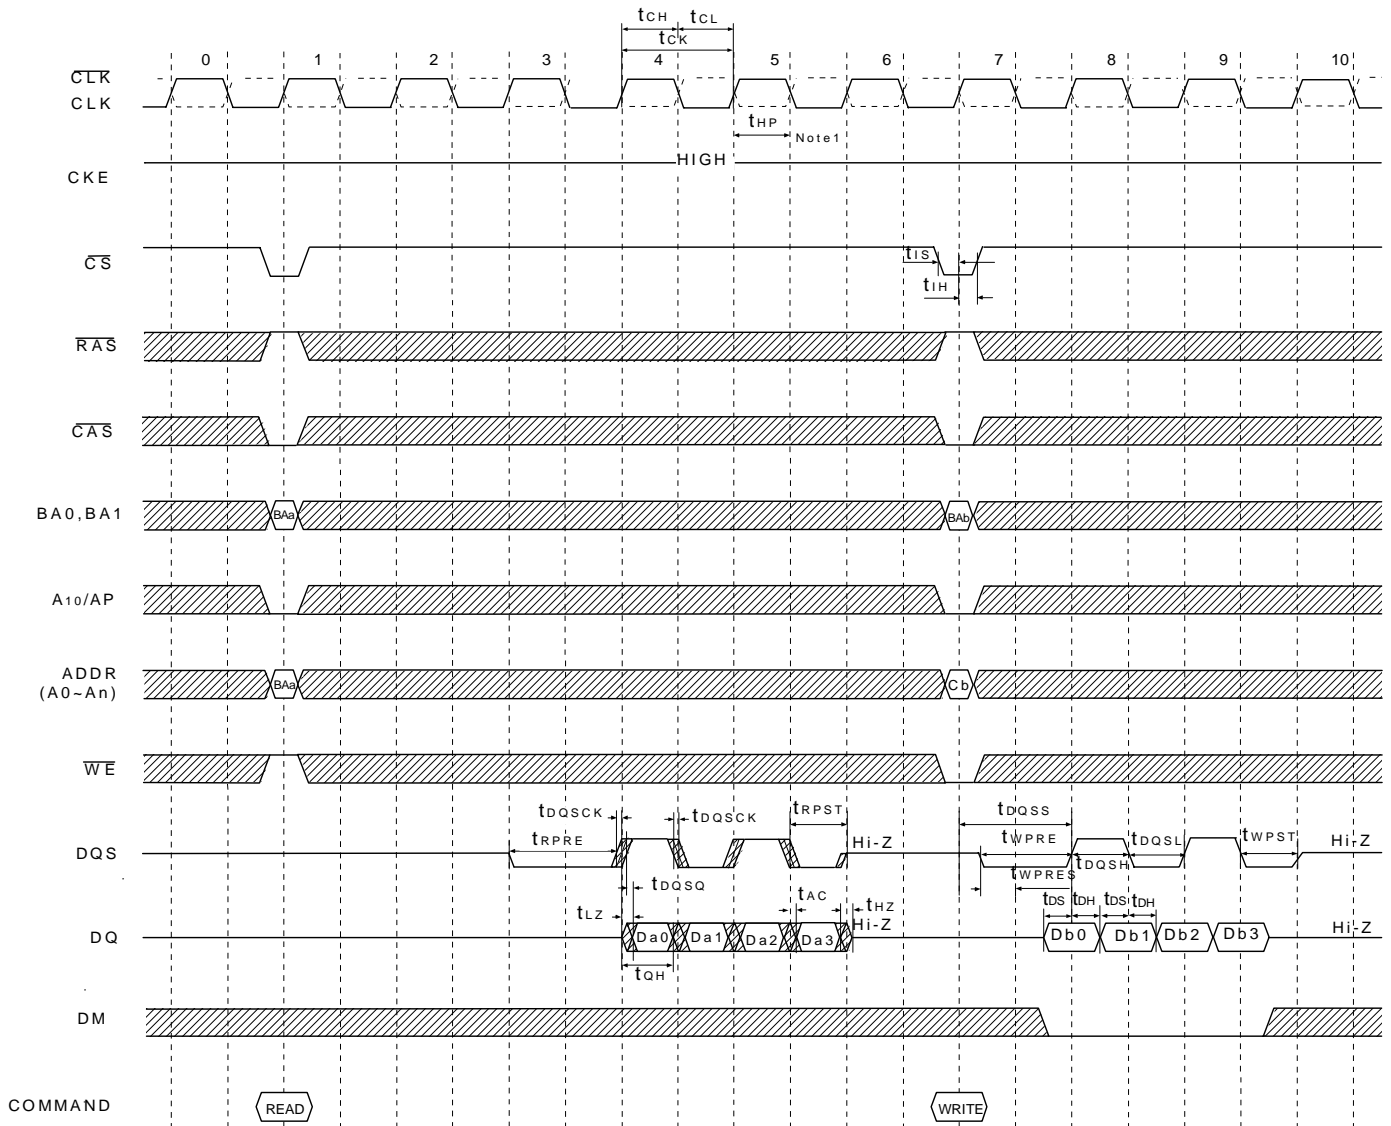 tCH tCL
tCK
0 1 2 3 4 5 6 7 8 9 10
CLK
CLK
tHP Note1
HIGH
CKE
CS
tIS
tIH
RAS
CAS
BA0,BA1 BAa BAb
A10/AP
ADDR
(A0~An) BAa Cb
WE
tDQSCK tDQSCK tRPST tDQSS
tRPRE Hi-Z tWPRE tDQSL tWPST Hi-Z
DQS
tDQSH
tWPRES
tDQSQ
tLZ tAC tHZ tDS tDH tDS tDH
Hi-Z Hi-Z
DQ Da0 Da1 Da2 Da3 Db0 Db1 Db2 Db3
tQH
DM
COMMAND READ WRITE